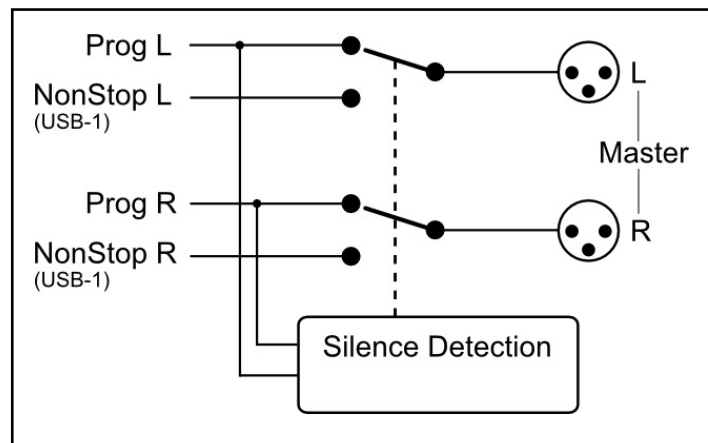 Prog L
NonStop L
(USB-1)
Prog R
NonStop R
(USB-1)
L
Master
R
Silence Detection